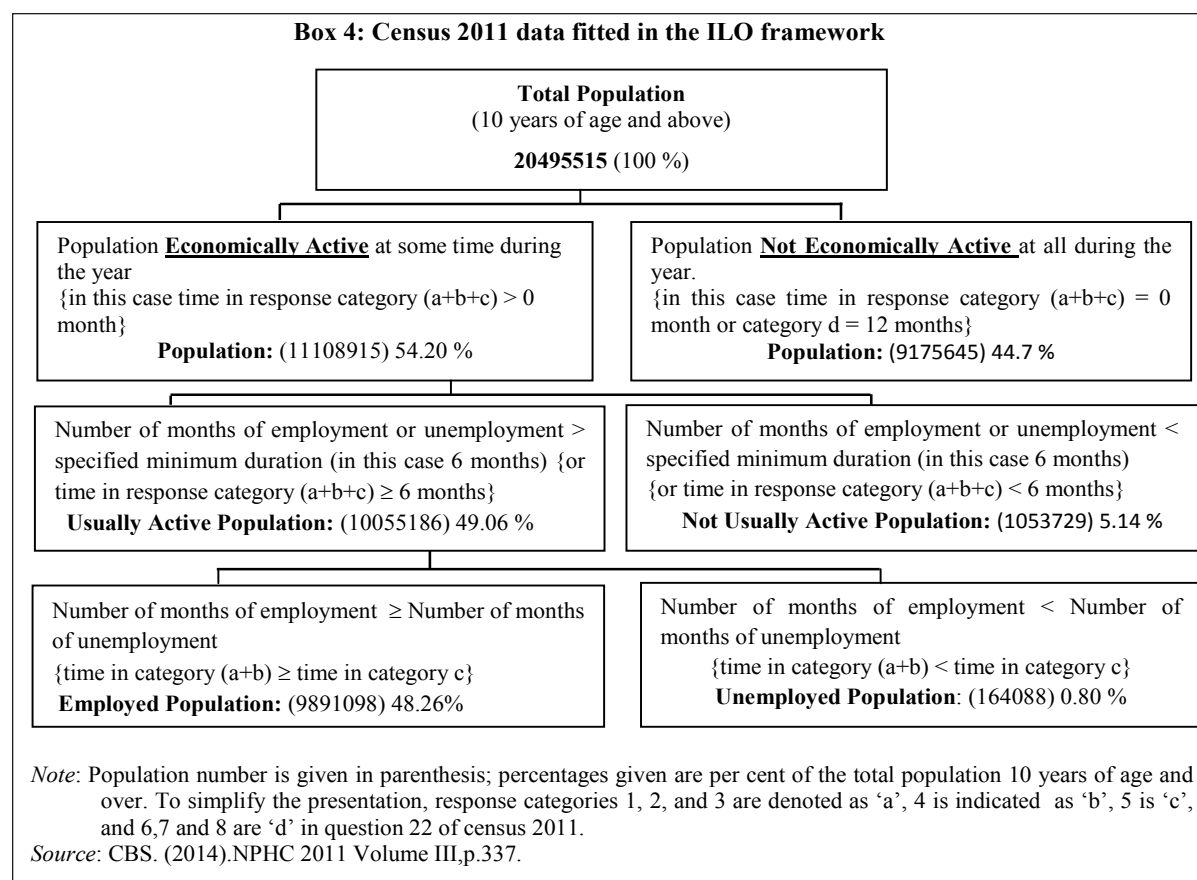 Box 4: Census 2011 data fitted in the ILO framework
Total Population
(10 years of age and above)
20495515 (100 %)
Population Economically Active at some time during
the year
{in this case time in response category (a+b+c) > 0
month}
Population: (11108915) 54.20 %
Population Not Economically Active at all during the
year.
{in this case time in response category (a+b+c) = 0
month or category d = 12 months}
Population: (9175645) 44.7 %
Number of months of employment or unemployment >
specified minimum duration (in this case 6 months) {or
time in response category (a+b+c) ≥ 6 months}
Usually Active Population: (10055186) 49.06 %
Number of months of employment or unemployment <
specified minimum duration (in this case 6 months)
{or time in response category (a+b+c) < 6 months}
Not Usually Active Population: (1053729) 5.14 %
Number of months of employment ≥ Number of months
of unemployment
{time in category (a+b) ≥ time in category c}
Employed Population: (9891098) 48.26%
Number of months of employment < Number of
months of unemployment
{time in category (a+b) < time in category c}
Unemployed Population: (164088) 0.80 %
Note: Population number is given in parenthesis; percentages given are per cent of the total population 10 years of age and
over. To simplify the presentation, response categories 1, 2, and 3 are denoted as ‘a’, 4 is indicated as ‘b’, 5 is ‘c’,
and 6,7 and 8 are ‘d’ in question 22 of census 2011.
Source: CBS. (2014).NPHC 2011 Volume III,p.337.